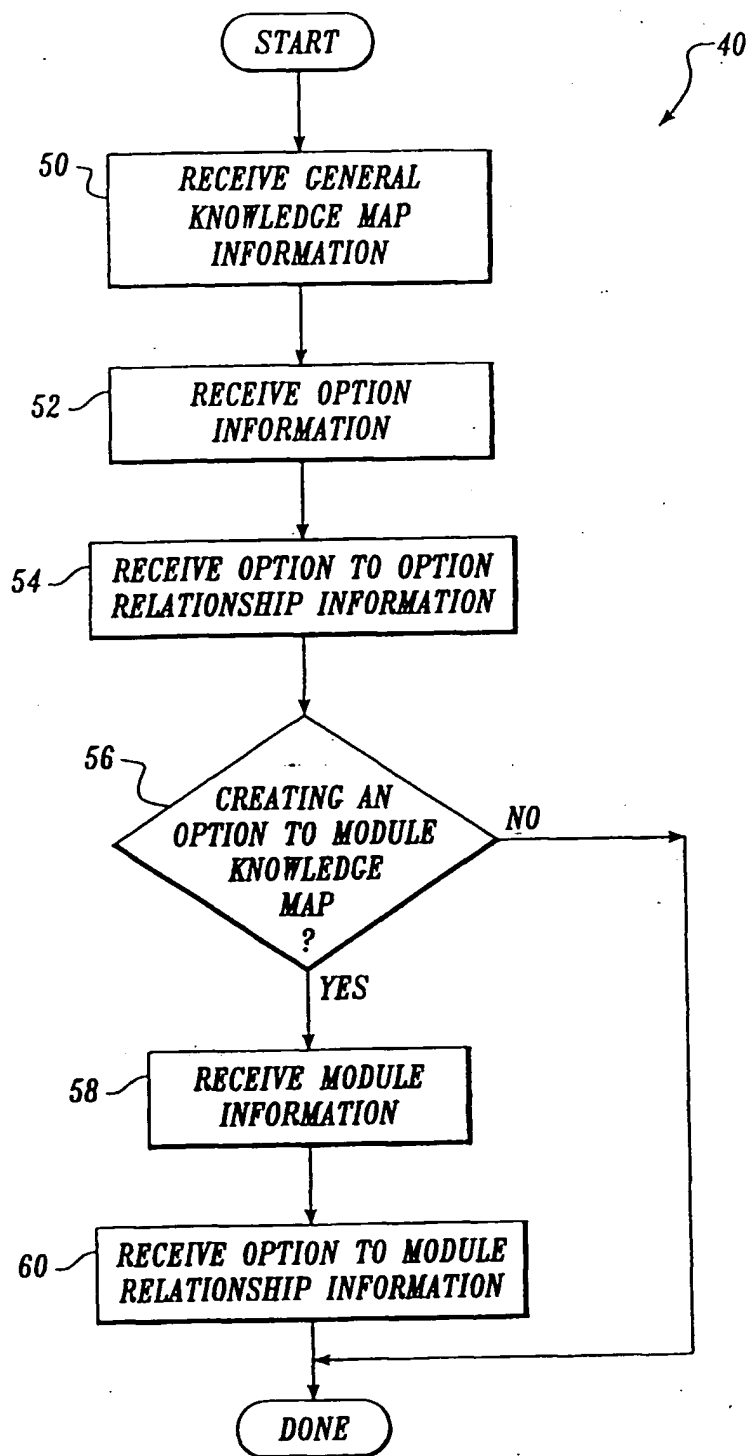 START
40
50
RECEIVE GENERAL
KNOWLEDGE MAP
INFORMATION
52
RECEIVE OPTION
INFORMATION
54
RECEIVE OPTION TO OPTION
RELATIONSHIP INFORMATION
56
CREATING AN
OPTION TO MODULE
KNOWLEDGE
MAP
?
NO
YES
58
RECEIVE MODULE
INFORMATION
60
RECEIVE OPTION TO MODULE
RELATIONSHIP INFORMATION
DONE